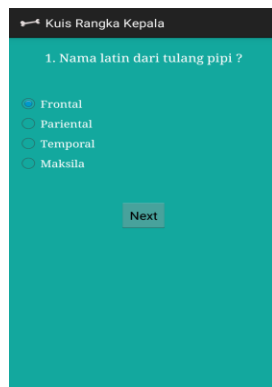 Kuis Rangka Kepala
1. Nama latin dari tulang pipi ?
Frontal
Pariental
Temporal
Maksila
Next